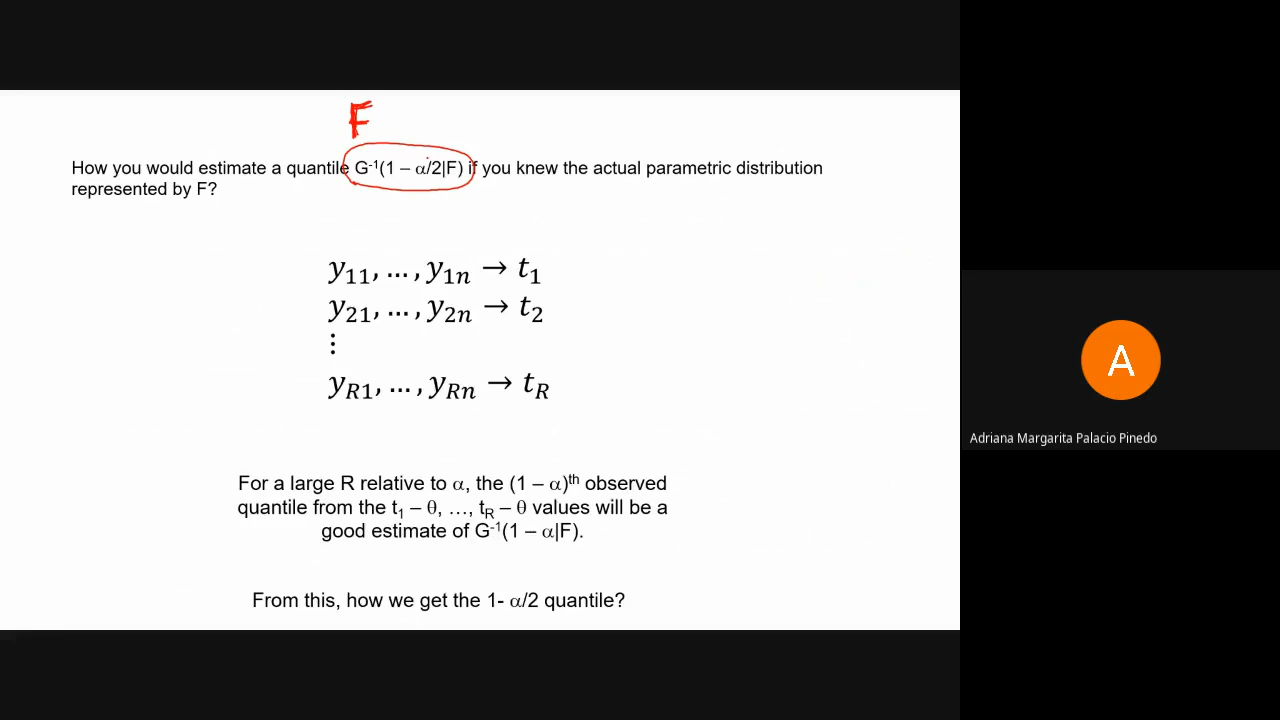 F
How you would estimate a quantile G⁻¹(1 – α/2|F) if you knew the actual parametric distribution
represented by F?
y₁₁, … , y₁ₙ → t₁
y₂₁, … , y₂ₙ → t₂
⋮
y_R1, … , y_Rn → t_R
For a large R relative to α, the (1 – α)ᵗʰ observed
quantile from the t₁ – θ, …, t_R – θ values will be a
good estimate of G⁻¹(1 – α|F).
From this, how we get the 1- α/2 quantile?
A
Adriana Margarita Palacio Pinedo